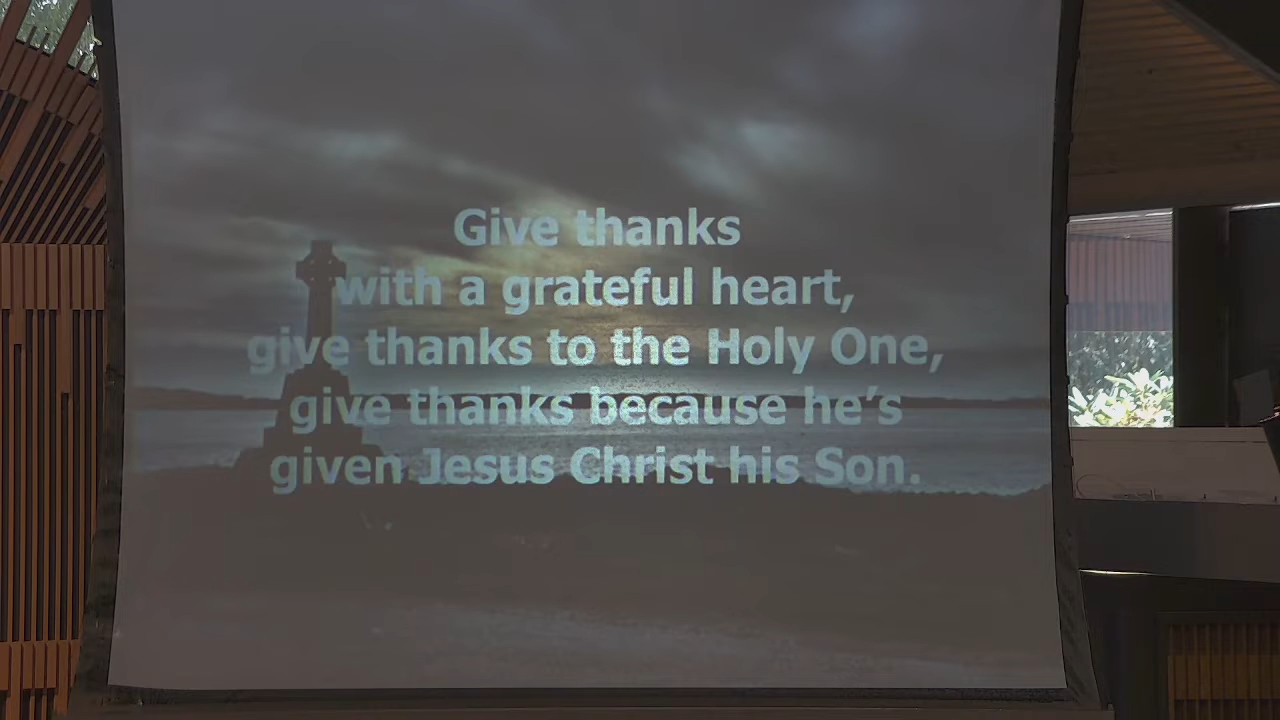 Give thanks
with a grateful heart,
give thanks to the Holy One,
give thanks because he’s
given Jesus Christ his Son.